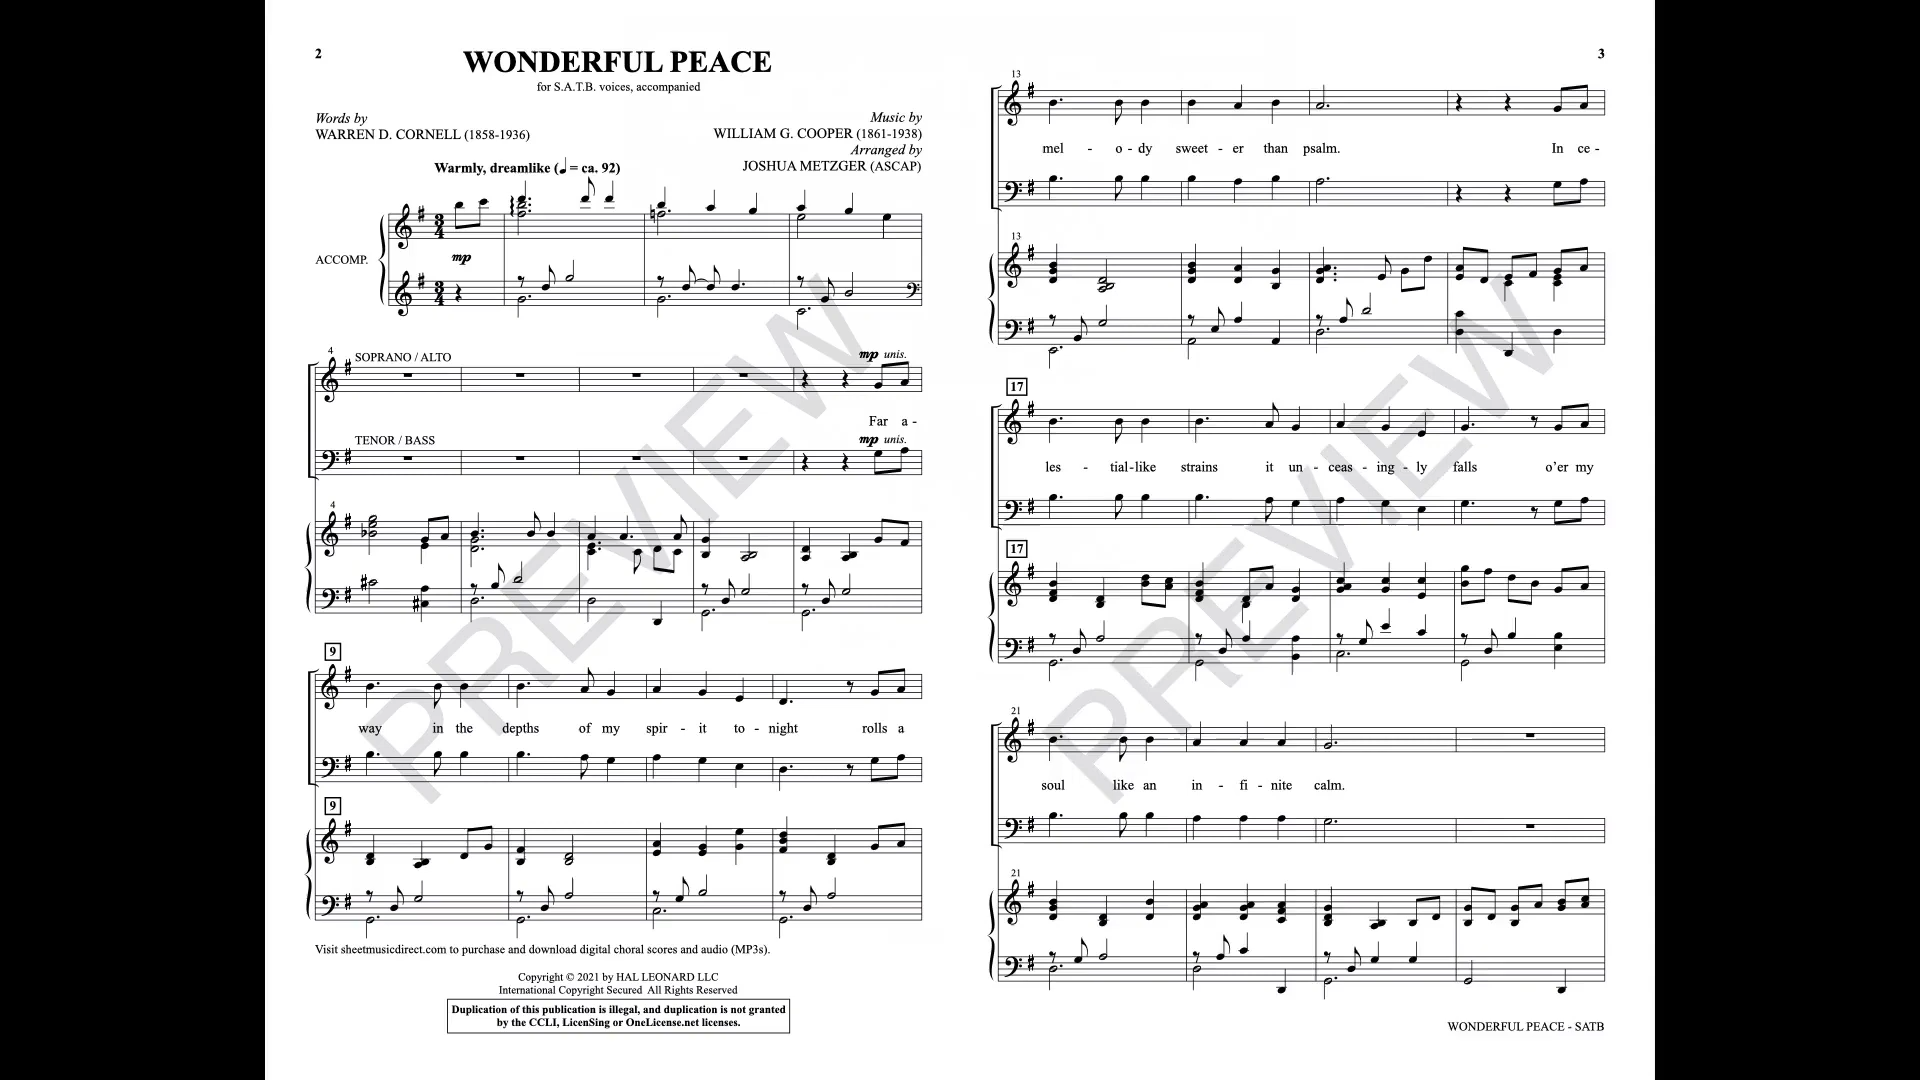 2
WONDERFUL PEACE
for S.A.T.B. voices, accompanied
Words by
WARREN D. CORNELL (1858-1936)
Music by
WILLIAM G. COOPER (1861-1938)
Arranged by
JOSHUA METZGER (ASCAP)
Warmly, dreamlike (♩ = ca. 92)
3
4
ACCOMP.
mp
3
4
4
SOPRANO / ALTO
mp unis.
Far a -
TENOR / BASS
mp unis.
4
9
way in the depths of my spir - it to - night rolls a
9
Visit sheetmusicdirect.com to purchase and download digital choral scores and audio (MP3s).
Copyright © 2021 by HAL LEONARD LLC
International Copyright Secured All Rights Reserved
Duplication of this publication is illegal, and duplication is not granted
by the CCLI, LicenSing or OneLicense.net licenses.
PREVIEW
3
13
mel - o - dy sweet - er than psalm. In ce -
13
17
les - tial - like strains it un - ceas - ing - ly falls o'er my
17
21
soul like an in - fi - nite calm.
21
WONDERFUL PEACE - SATB
PREVIEW